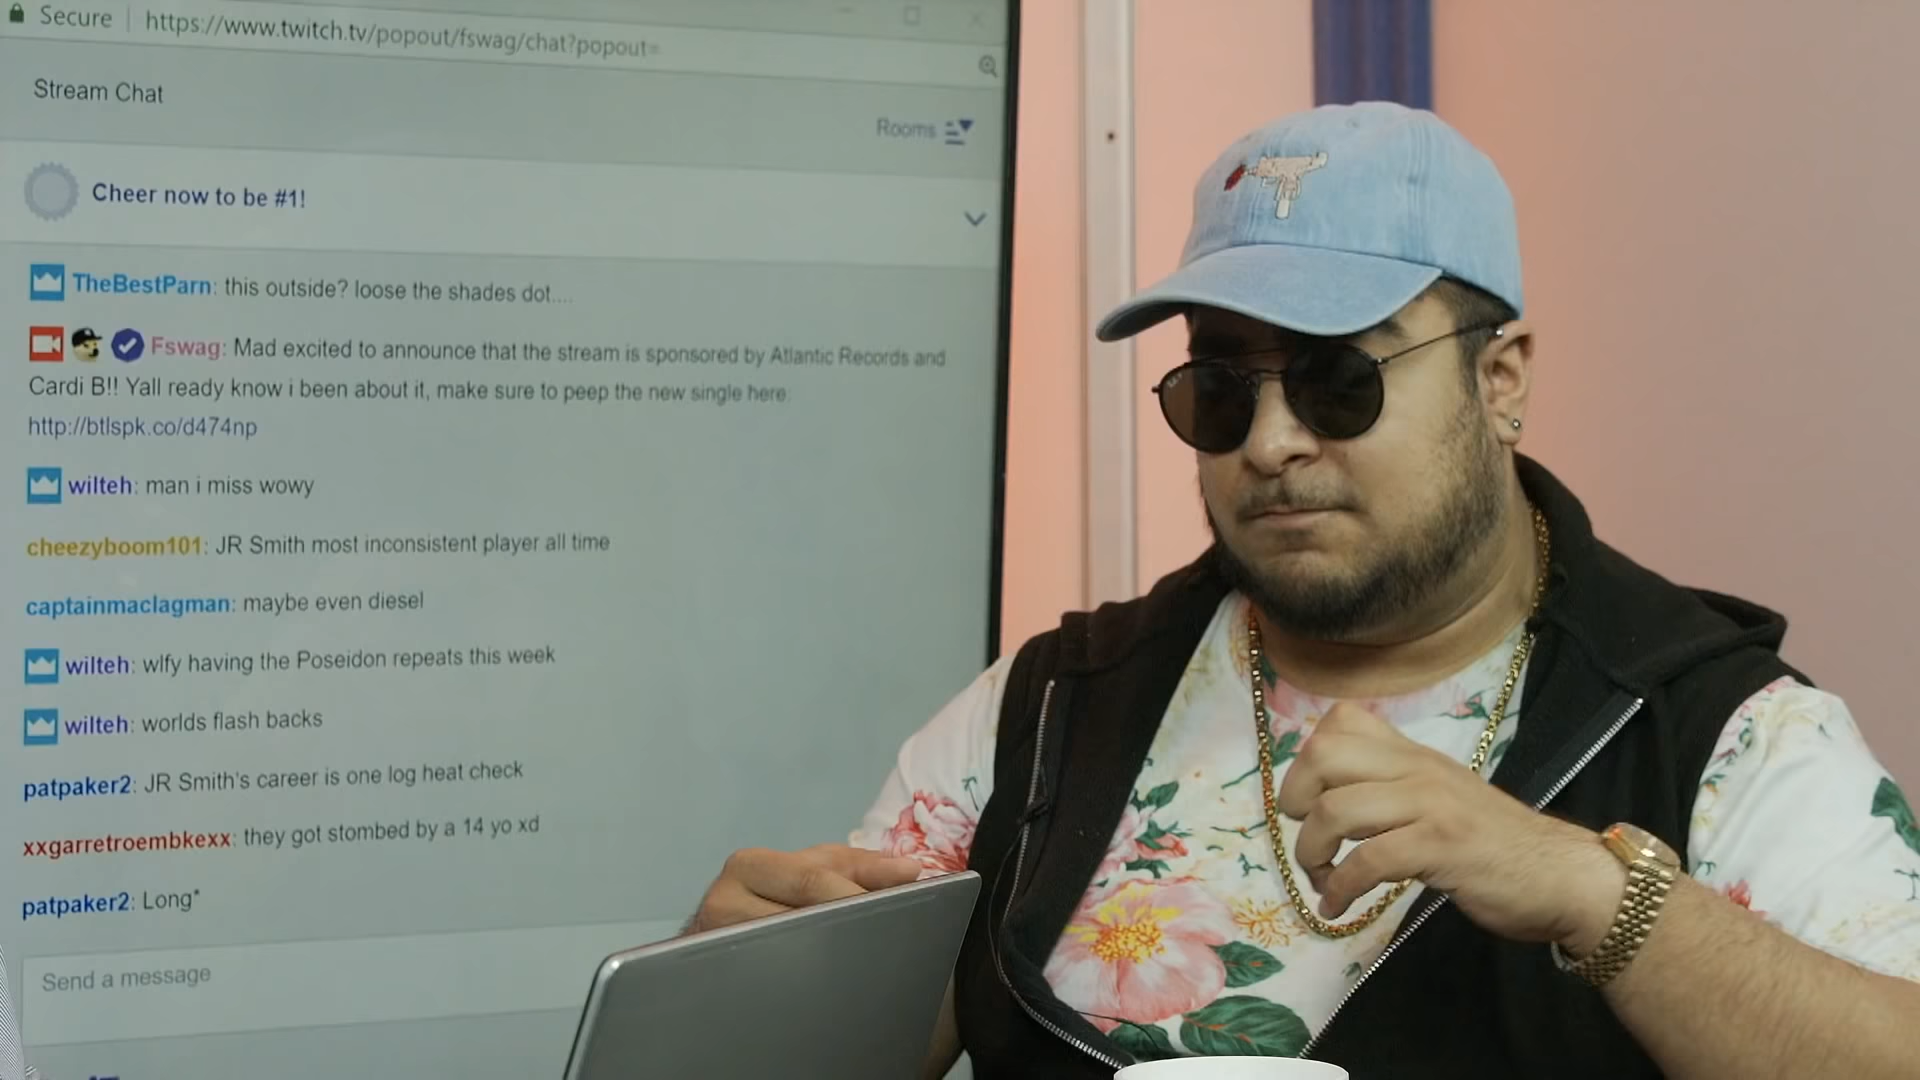 Secure | https://www.twitch.tv/popout/fswag/chat?popout=
Stream Chat
Rooms
Cheer now to be #1!
TheBestParn: this outside? loose the shades dot....
Fswag: Mad excited to announce that the stream is sponsored by Atlantic Records and
Cardi B!! Yall ready know i been about it, make sure to peep the new single here:
http://btlspk.co/d474np
wilteh: man i miss wowy
cheezyboom101: JR Smith most inconsistent player all time
captainmaclagman: maybe even diesel
wilteh: wlfy having the Poseidon repeats this week
wilteh: worlds flash backs
patpaker2: JR Smith's career is one log heat check
xxgarretroembkexx: they got stombed by a 14 yo xd
patpaker2: Long*
Send a message